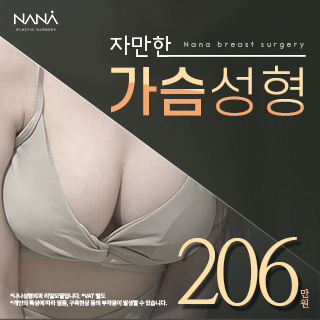 NANA
PLASTIC SURGERY
자만한 Nana breast surgery
가슴성형
206만원
*나나성형외과 리얼모델입니다. *VAT 별도
*개인의 특성에 따라 염증, 구축현상 등의 부작용이 발생할 수 있습니다.